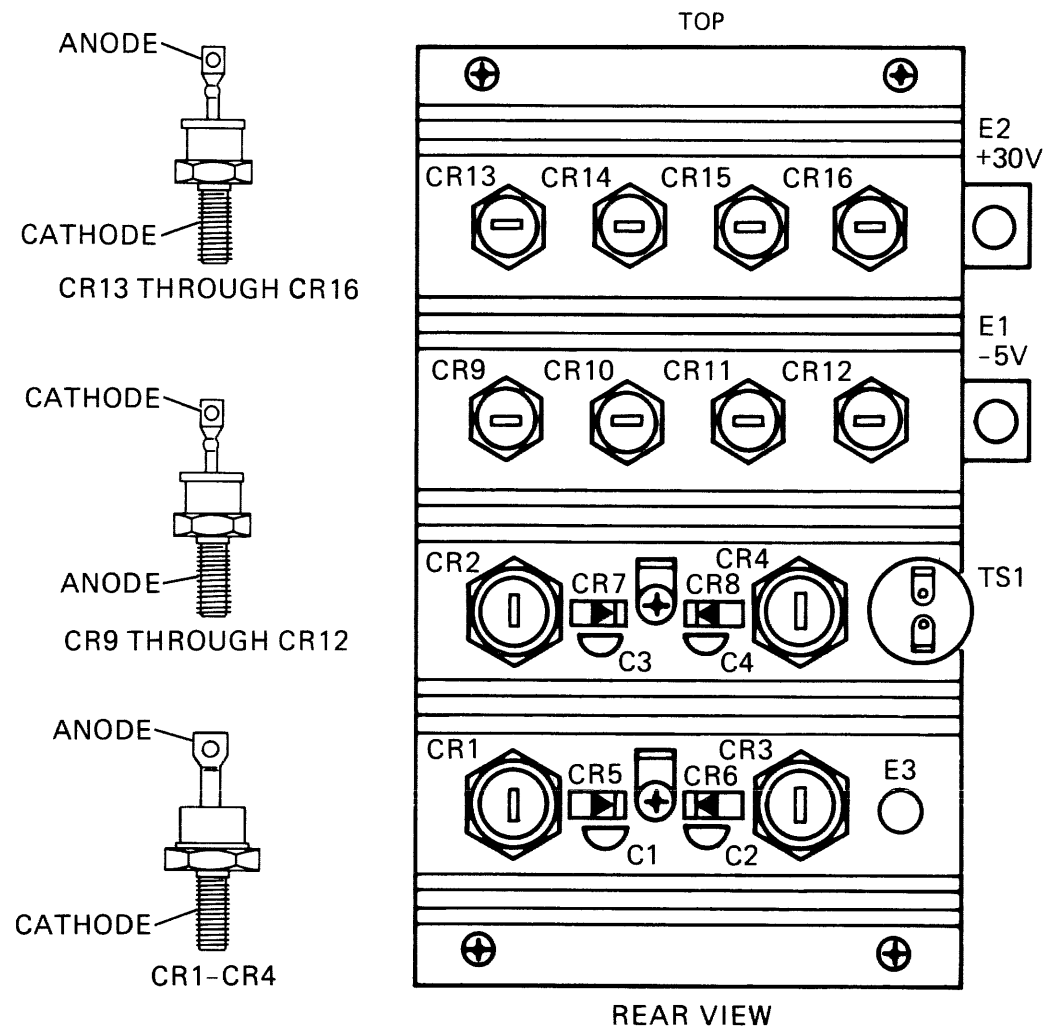 TOP
ANODE
CATHODE
CR13 THROUGH CR16
CATHODE
ANODE
CR9 THROUGH CR12
ANODE
CATHODE
CR1-CR4
E2
+30V
CR13 CR14 CR15 CR16
E1
-5V
CR9 CR10 CR11 CR12
CR2 CR7 CR8 CR4
TS1
C3 C4
CR1 CR5 CR6 CR3
E3
C1 C2
REAR VIEW